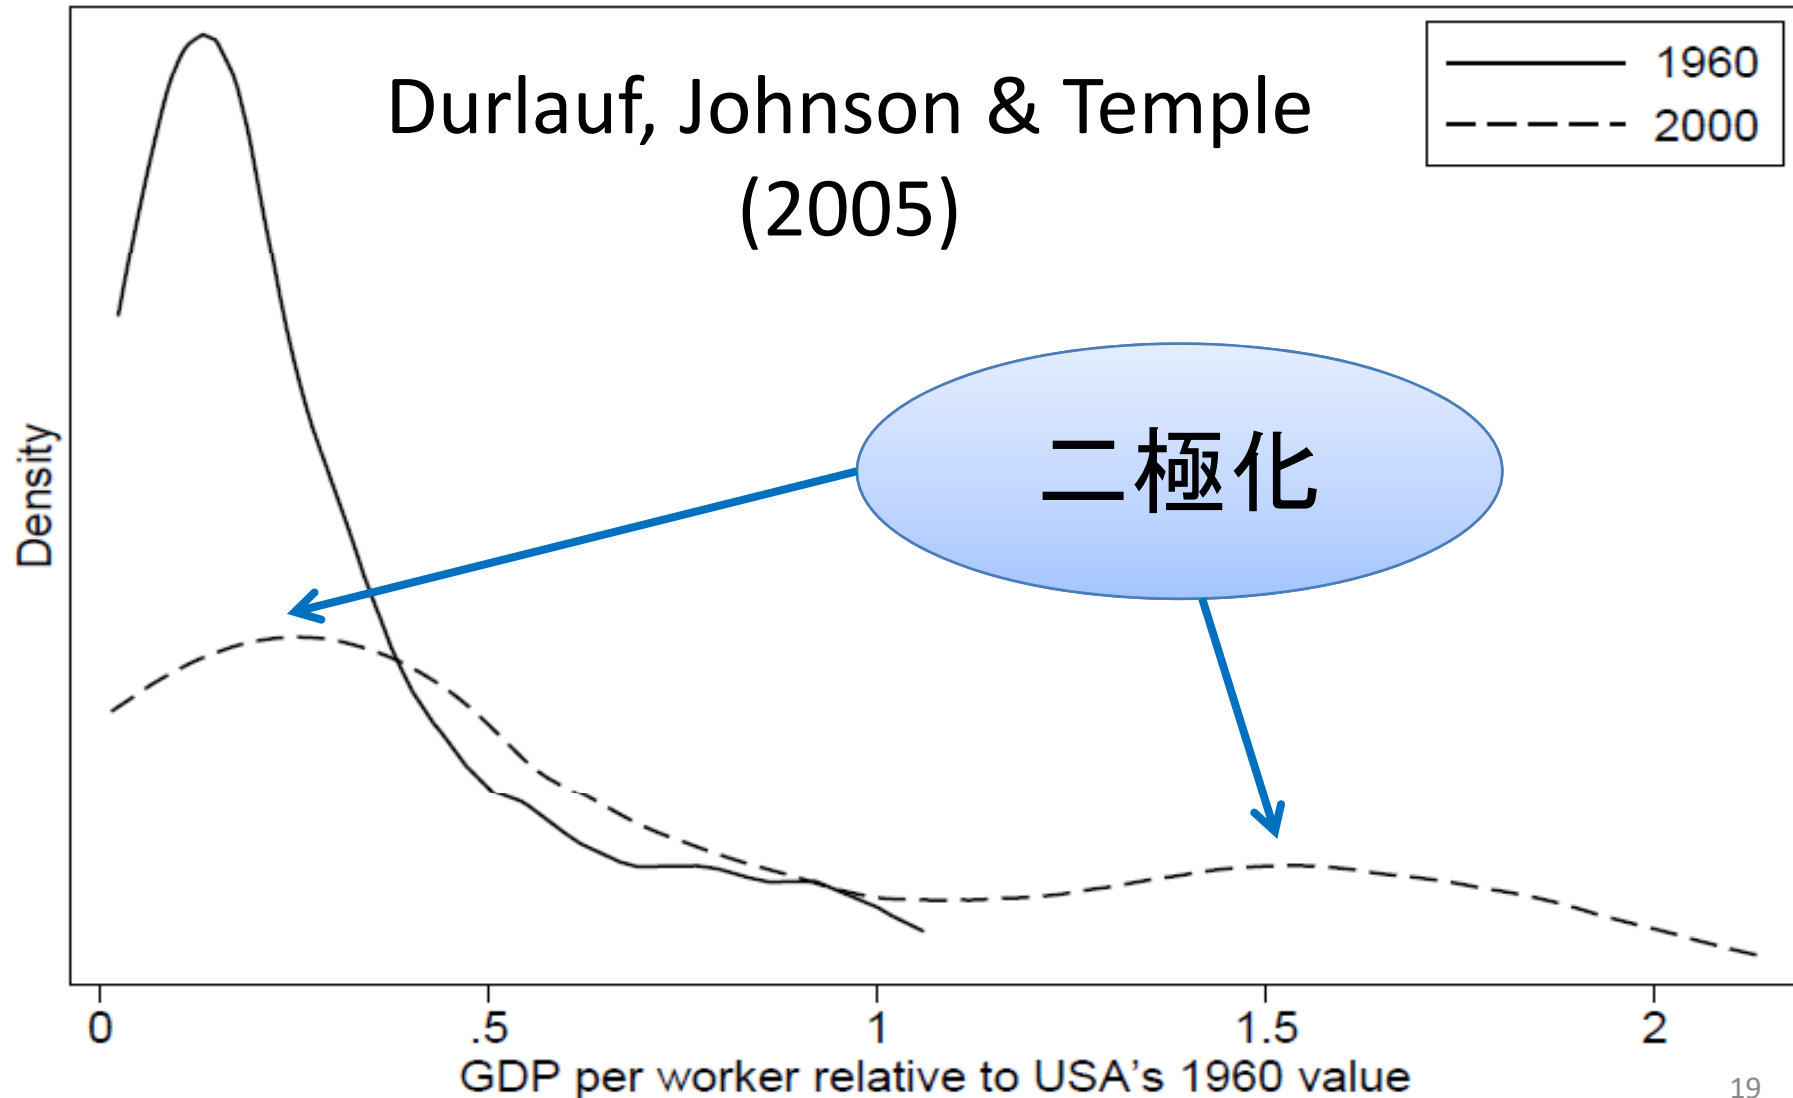 Durlauf, Johnson & Temple
(2005)
1960
2000
二極化
Density
0 .5 1 1.5 2
GDP per worker relative to USA's 1960 value
19